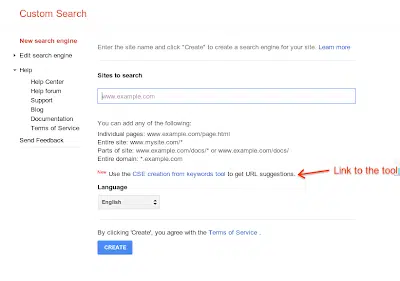 Custom Search
New search engine
Edit search engine
Help
Help Center
Help forum
Support
Blog
Documentation
Terms of Service
Send Feedback
Enter the site name and click "Create" to create a search engine for your site. Learn more
Sites to search
www.example.com
You can add any of the following:
Individual pages: www.example.com/page.html
Entire site: www.mysite.com/*
Parts of site: www.example.com/docs/* or www.example.com/docs/
Entire domain: *.example.com
New Use the CSE creation from keywords tool to get URL suggestions.
Link to the tool
Language
English
By clicking 'Create', you agree with the Terms of Service .
CREATE